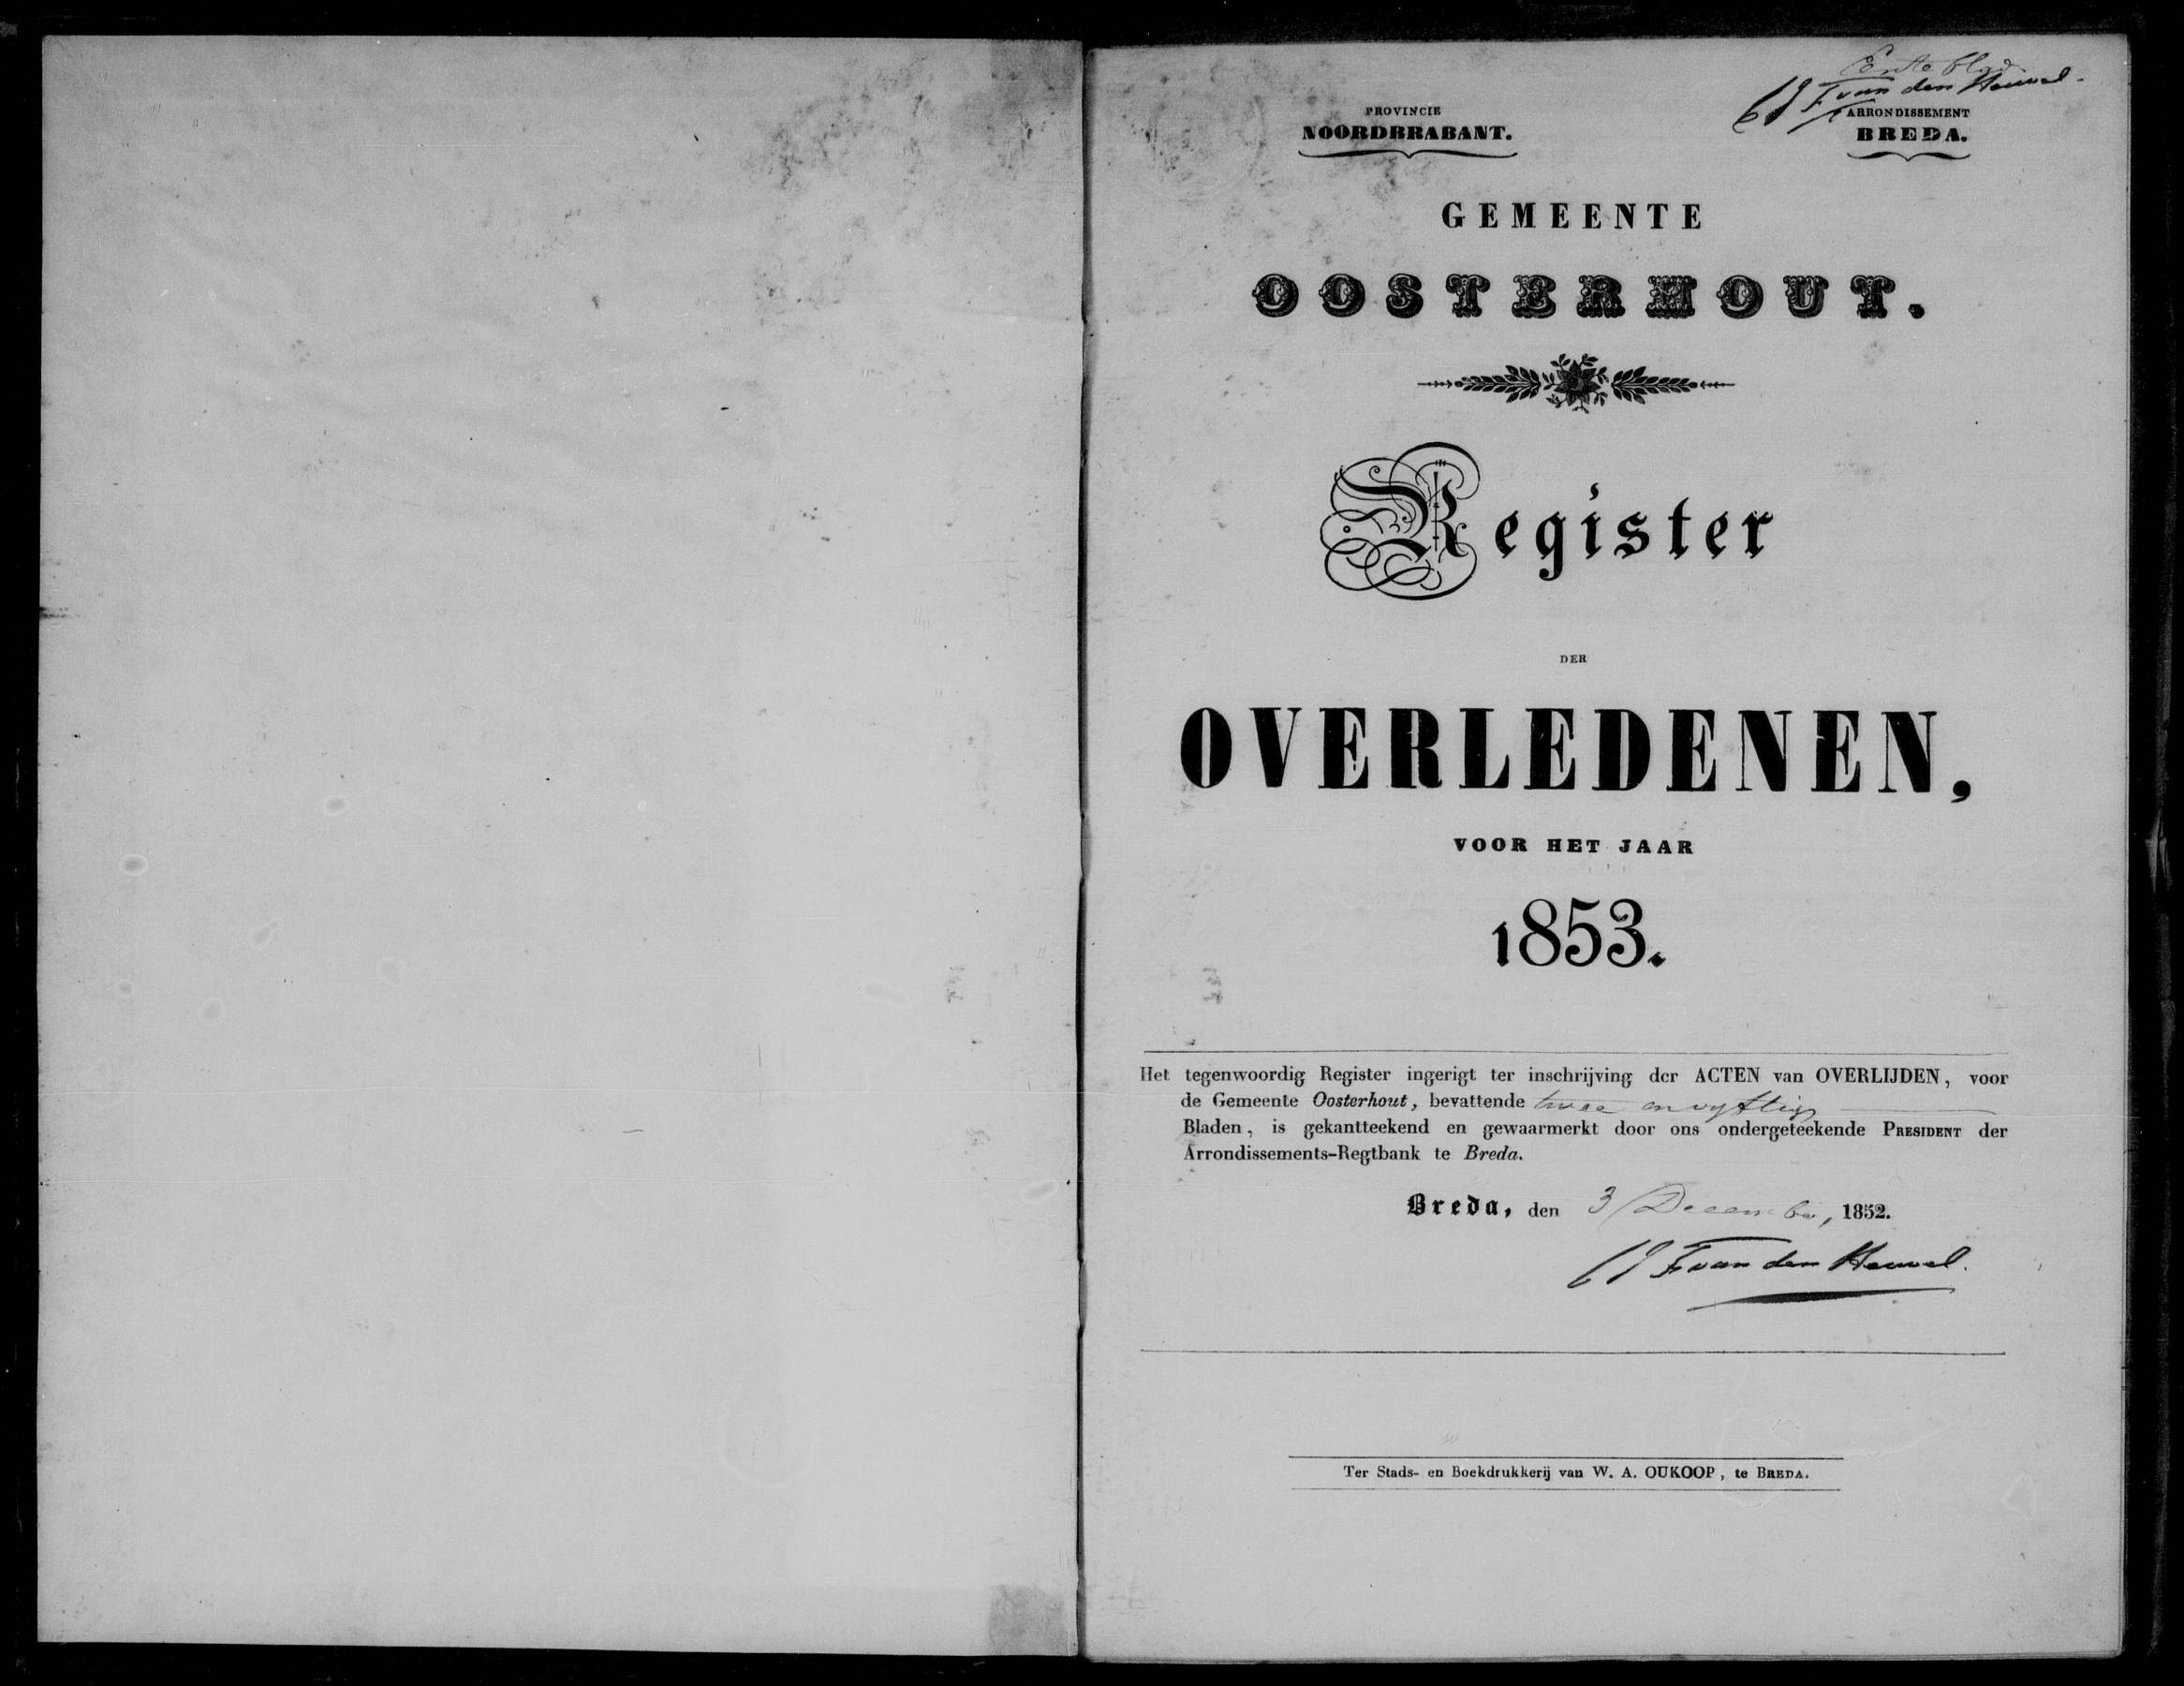 Eerste blad.
F van den Heuvel.
PROVINCIE
NOORDBRABANT.
ARRONDISSEMENT
BREDA.
GEMEENTE
OOSTERHOUT.
Register
DER
OVERLEDENEN,
VOOR HET JAAR
1853.
Het tegenwoordig Register ingerigt ter inschrijving der ACTEN van OVERLIJDEN, voor
de Gemeente Oosterhout, bevattende twee en vyftig
Bladen, is gekantteekend en gewaarmerkt door ons ondergeteekende PRESIDENT der
Arrondissements-Regtbank te Breda.
Breda, den 3 December, 1852.
F van den Heuvel.
Ter Stads- en Boekdrukkerij van W. A. OUKOOP, te BREDA.